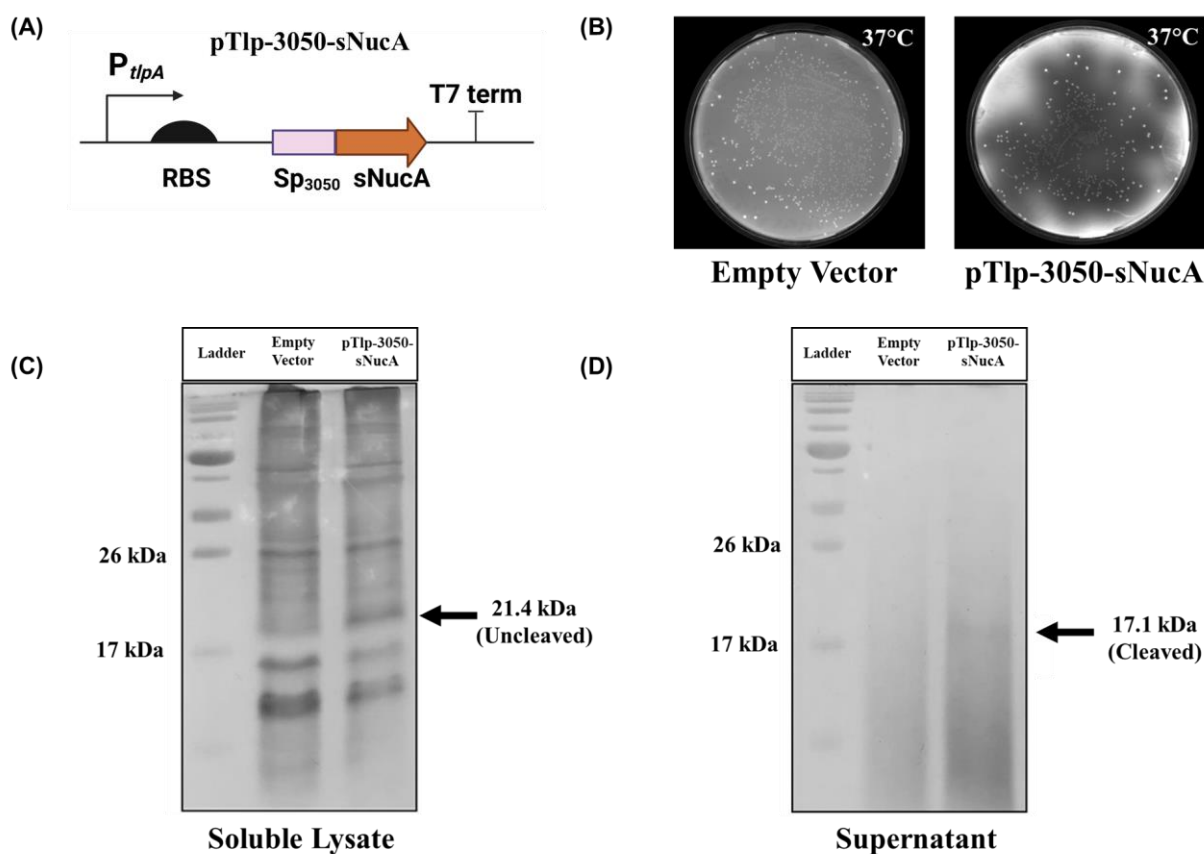 (A)
pTlp-3050-sNucA
PtlpA
RBS
Sp3050
sNucA
T7 term
(B)
37°C
37°C
Empty Vector
pTlp-3050-sNucA
(C)
Ladder
Empty
Vector
pTlp-3050-
sNucA
26 kDa
17 kDa
21.4 kDa
(Uncleaved)
Soluble Lysate
(D)
Ladder
Empty
Vector
pTlp-3050-
sNucA
26 kDa
17 kDa
17.1 kDa
(Cleaved)
Supernatant